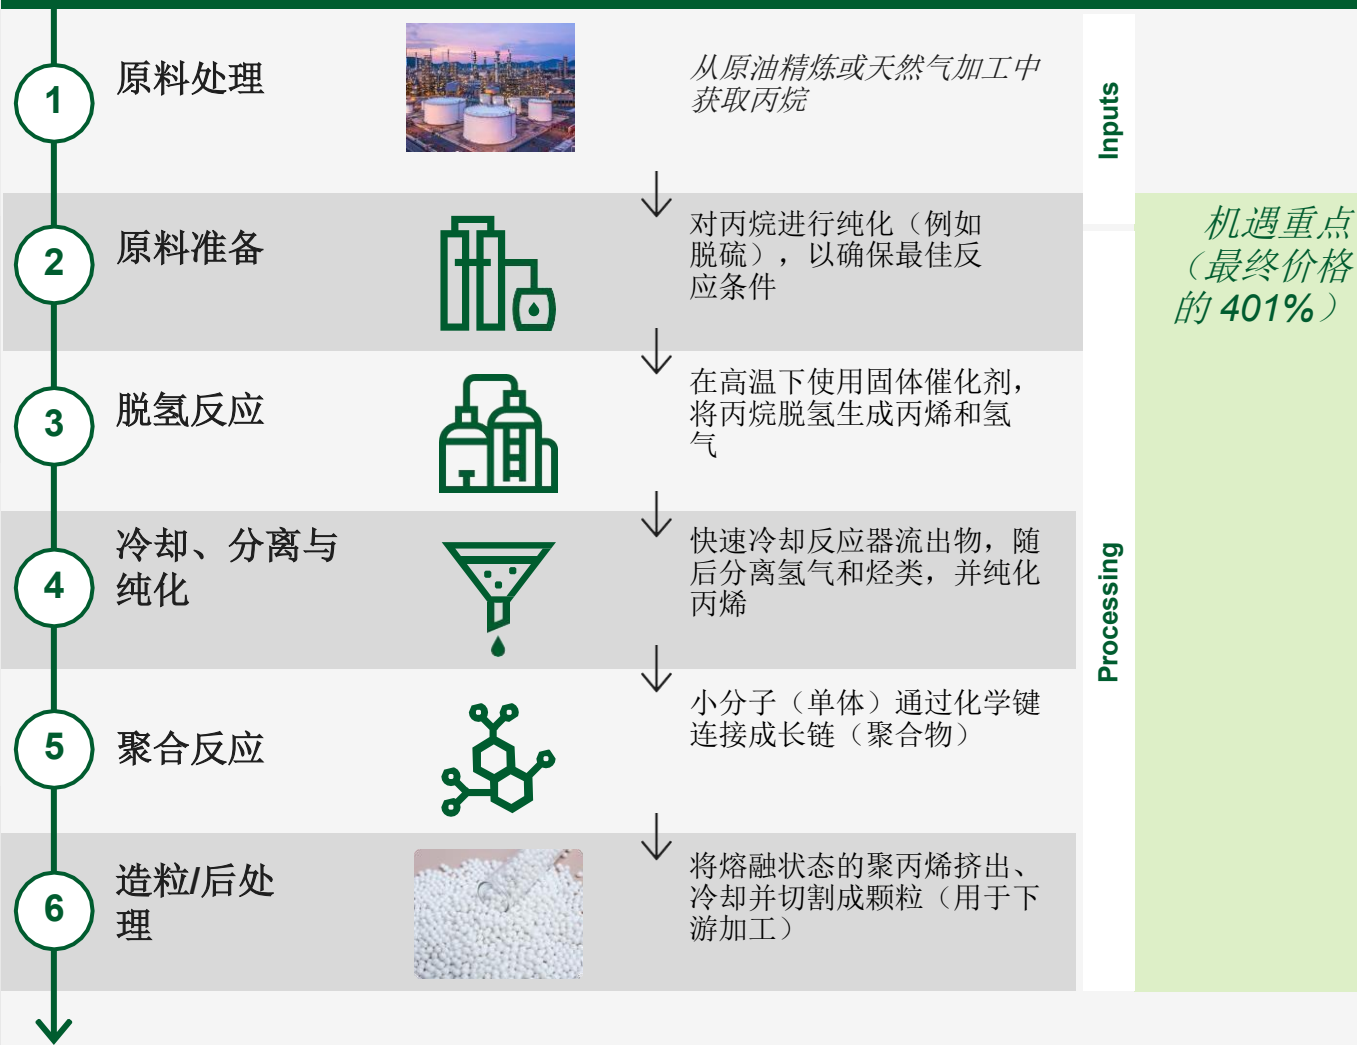 1
原料处理
从原油精炼或天然气加工中
获取丙烷
Inputs
2
原料准备
对丙烷进行纯化（例如
脱硫），以确保最佳反
应条件
机遇重点
（最终价格
的 401%）
3
脱氢反应
在高温下使用固体催化剂，
将丙烷脱氢生成丙烯和氢
气
Processing
4
冷却、分离与
纯化
快速冷却反应器流出物，随
后分离氢气和烃类，并纯化
丙烯
5
聚合反应
小分子（单体）通过化学键
连接成长链（聚合物）
6
造粒/后处
理
将熔融状态的聚丙烯挤出、
冷却并切割成颗粒（用于下
游加工）